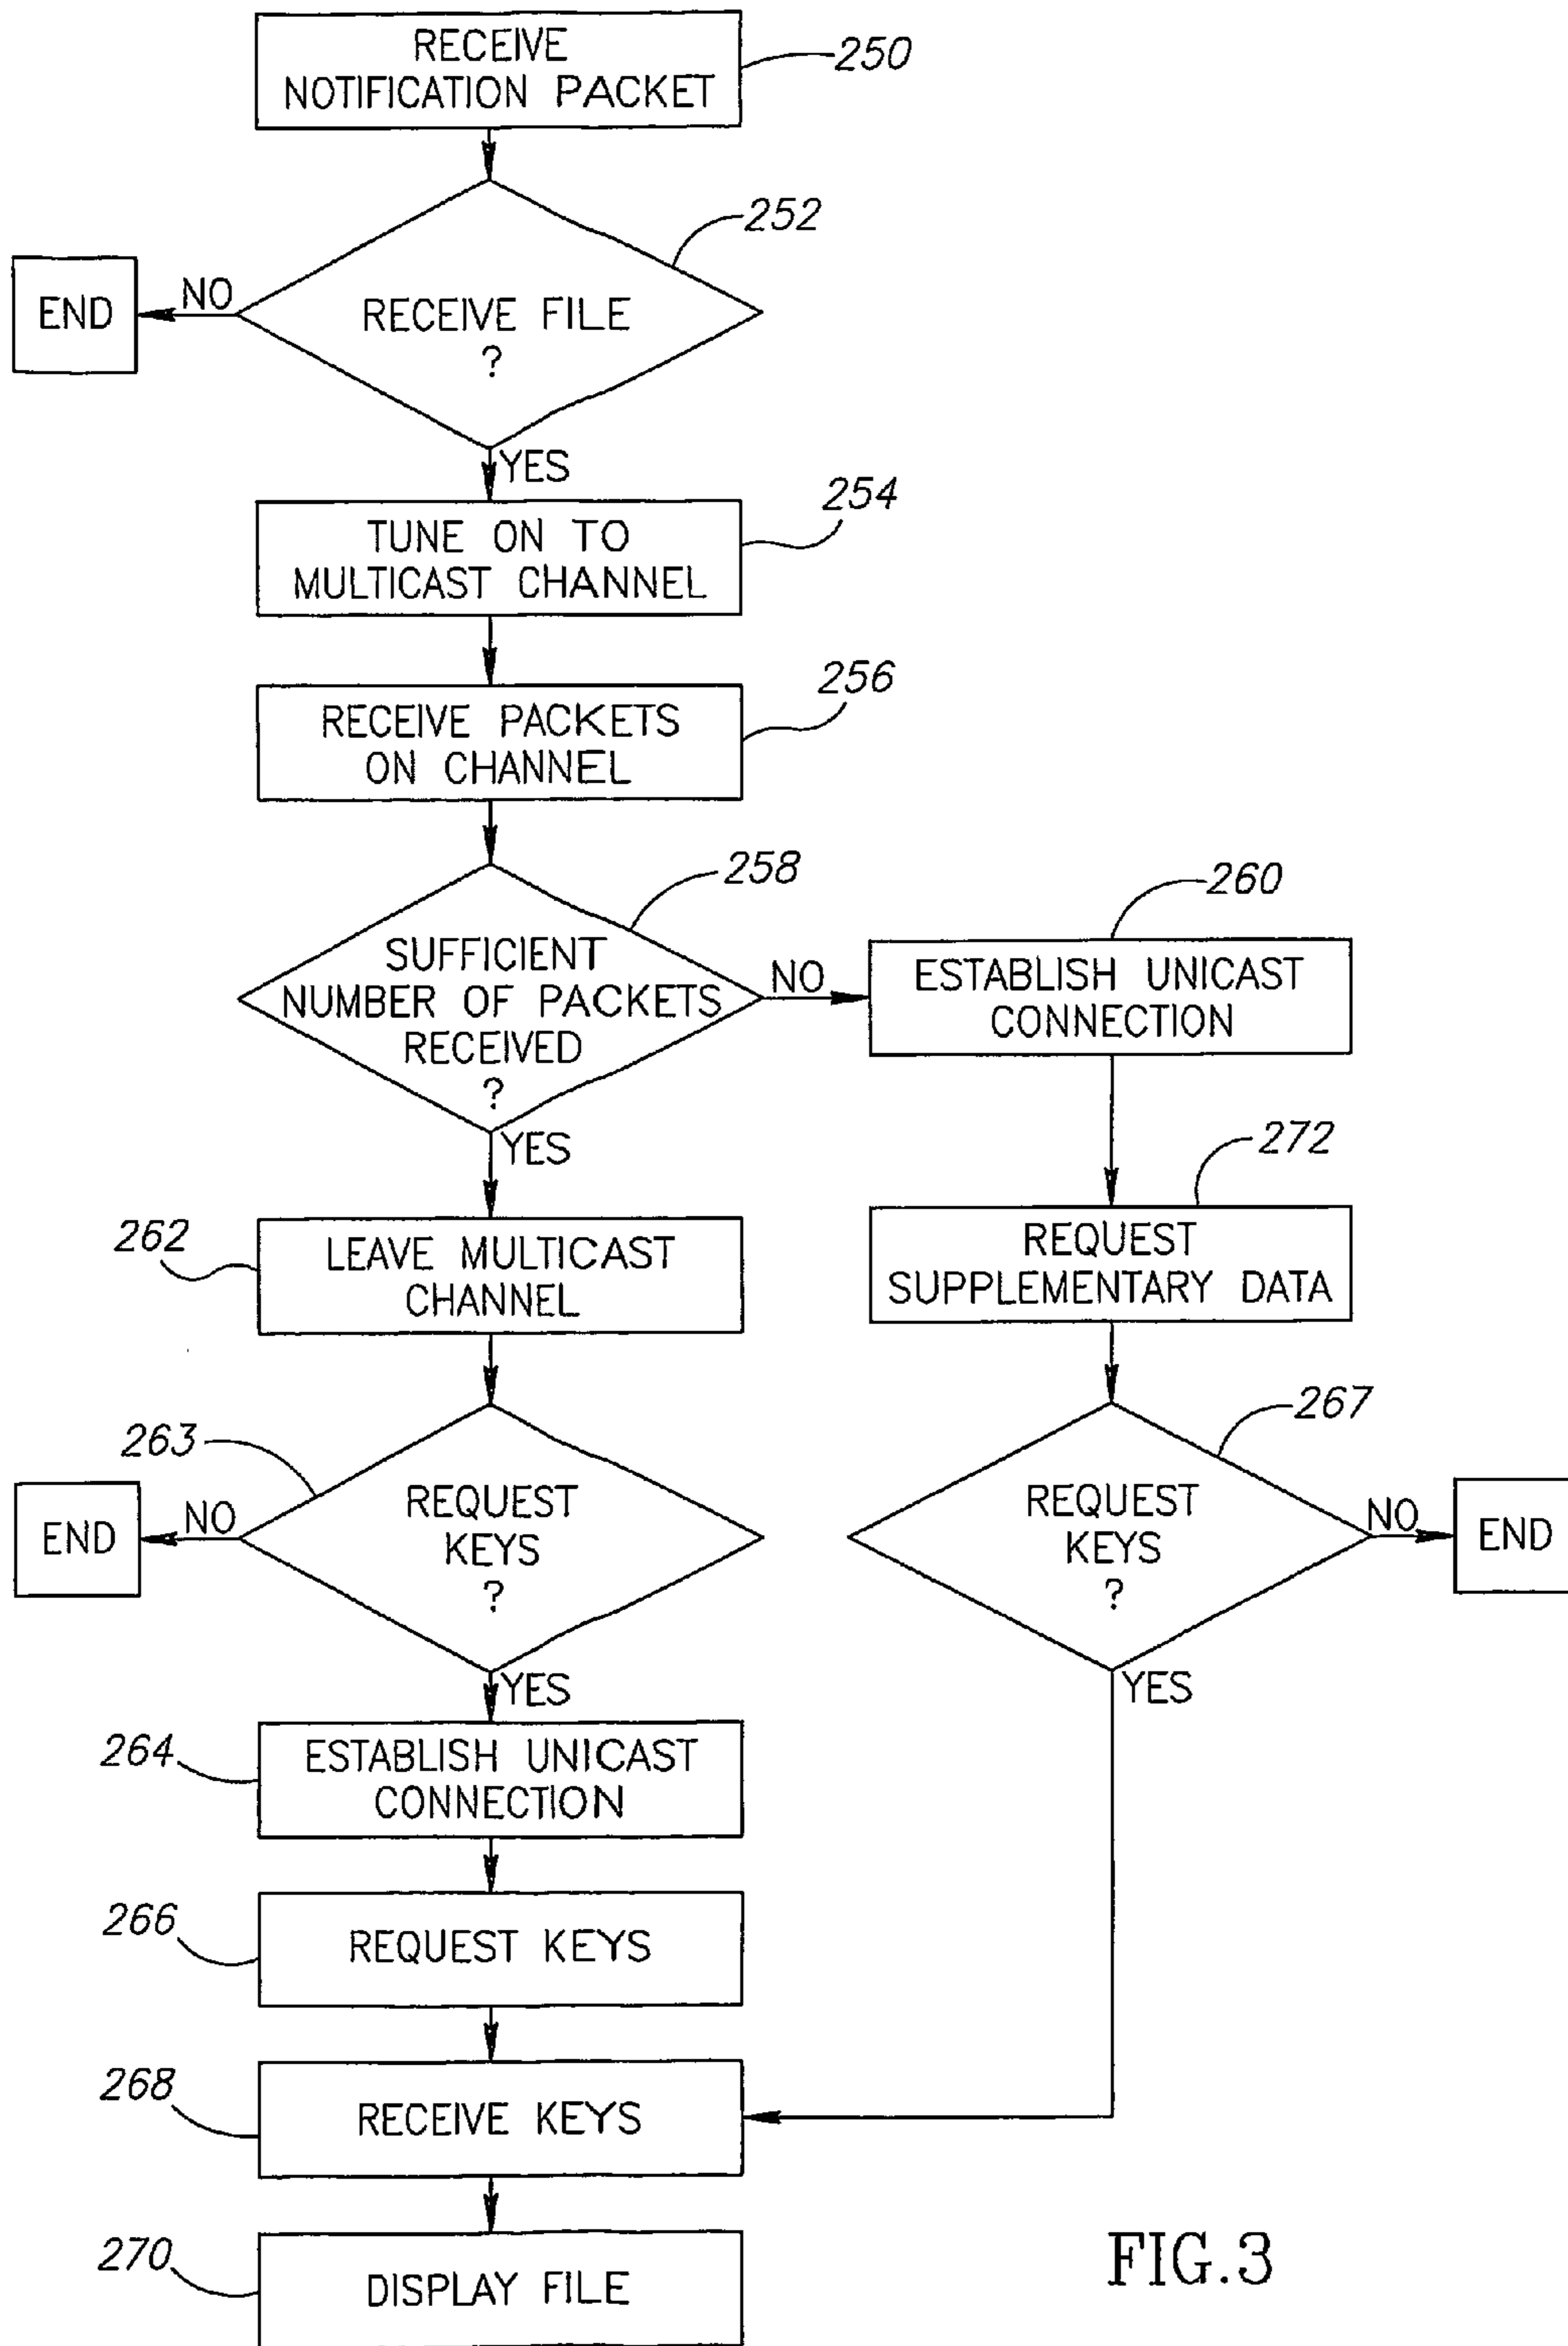 RECEIVE
NOTIFICATION PACKET
250
252
RECEIVE FILE
?
NO
END
YES
254
TUNE ON TO
MULTICAST CHANNEL
256
RECEIVE PACKETS
ON CHANNEL
258
SUFFICIENT
NUMBER OF PACKETS
RECEIVED
?
NO
260
ESTABLISH UNICAST
CONNECTION
YES
272
REQUEST
SUPPLEMENTARY DATA
262
LEAVE MULTICAST
CHANNEL
263
REQUEST
KEYS
?
NO
END
YES
267
REQUEST
KEYS
?
NO
END
YES
264
ESTABLISH UNICAST
CONNECTION
266
REQUEST KEYS
268
RECEIVE KEYS
270
DISPLAY FILE
FIG.3